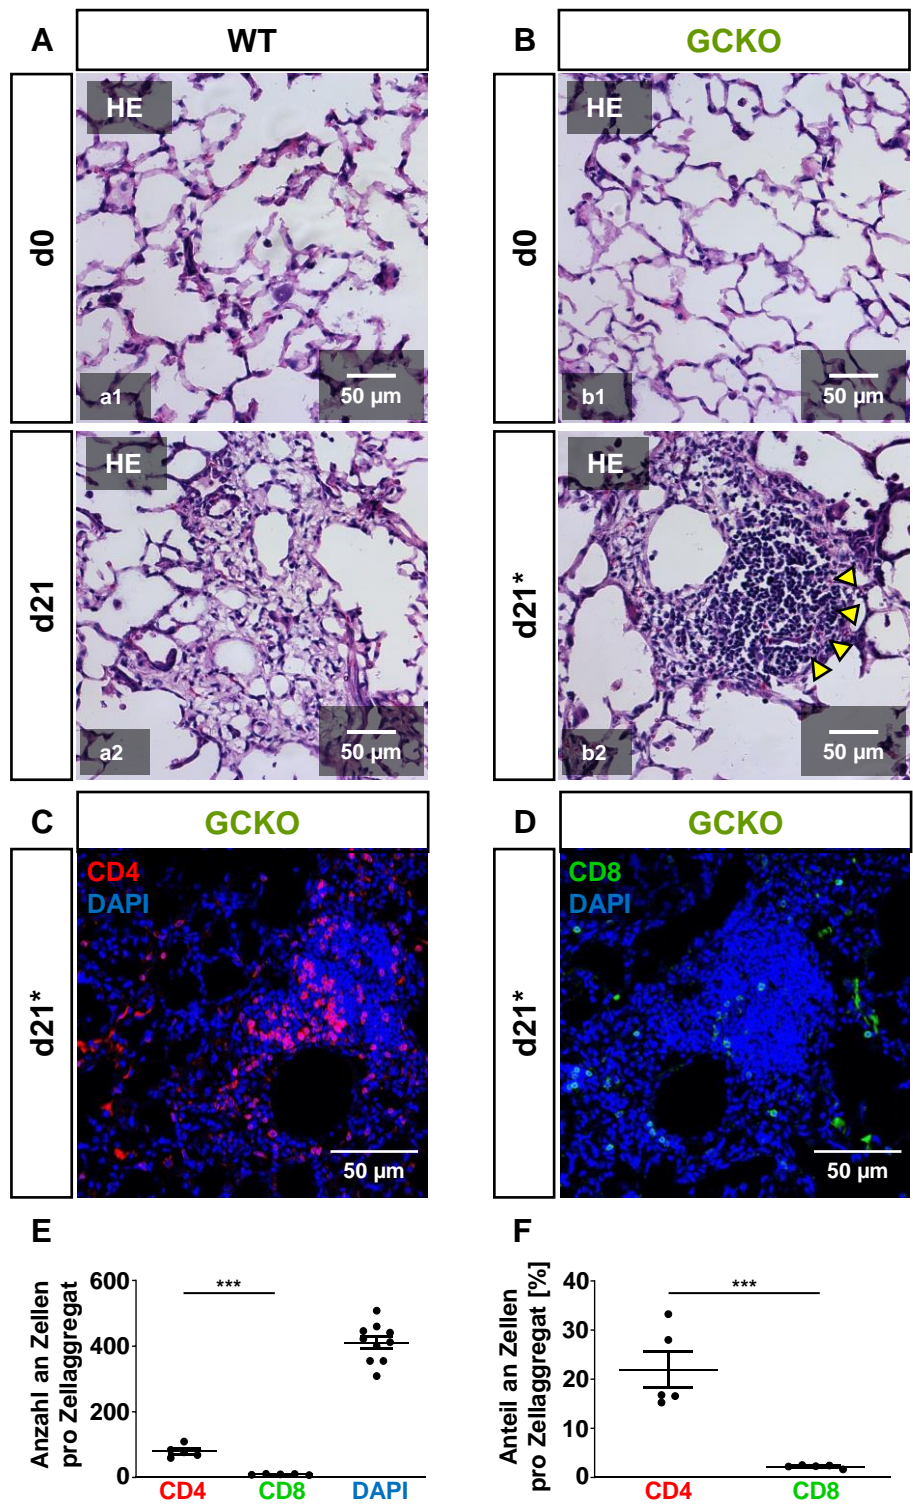 A
WT
B
GCKO
d0
HE
a1
50 µm
d0
HE
b1
50 µm
d21
HE
a2
50 µm
d21*
HE
b2
50 µm
C
GCKO
D
GCKO
d21*
CD4
DAPI
50 µm
d21*
CD8
DAPI
50 µm
E
Anzahl an Zellen
pro Zellaggregat
600
400
200
0
***
CD4
CD8
DAPI
F
Anteil an Zellen
pro Zellaggregat [%]
40
30
20
10
0
***
CD4
CD8